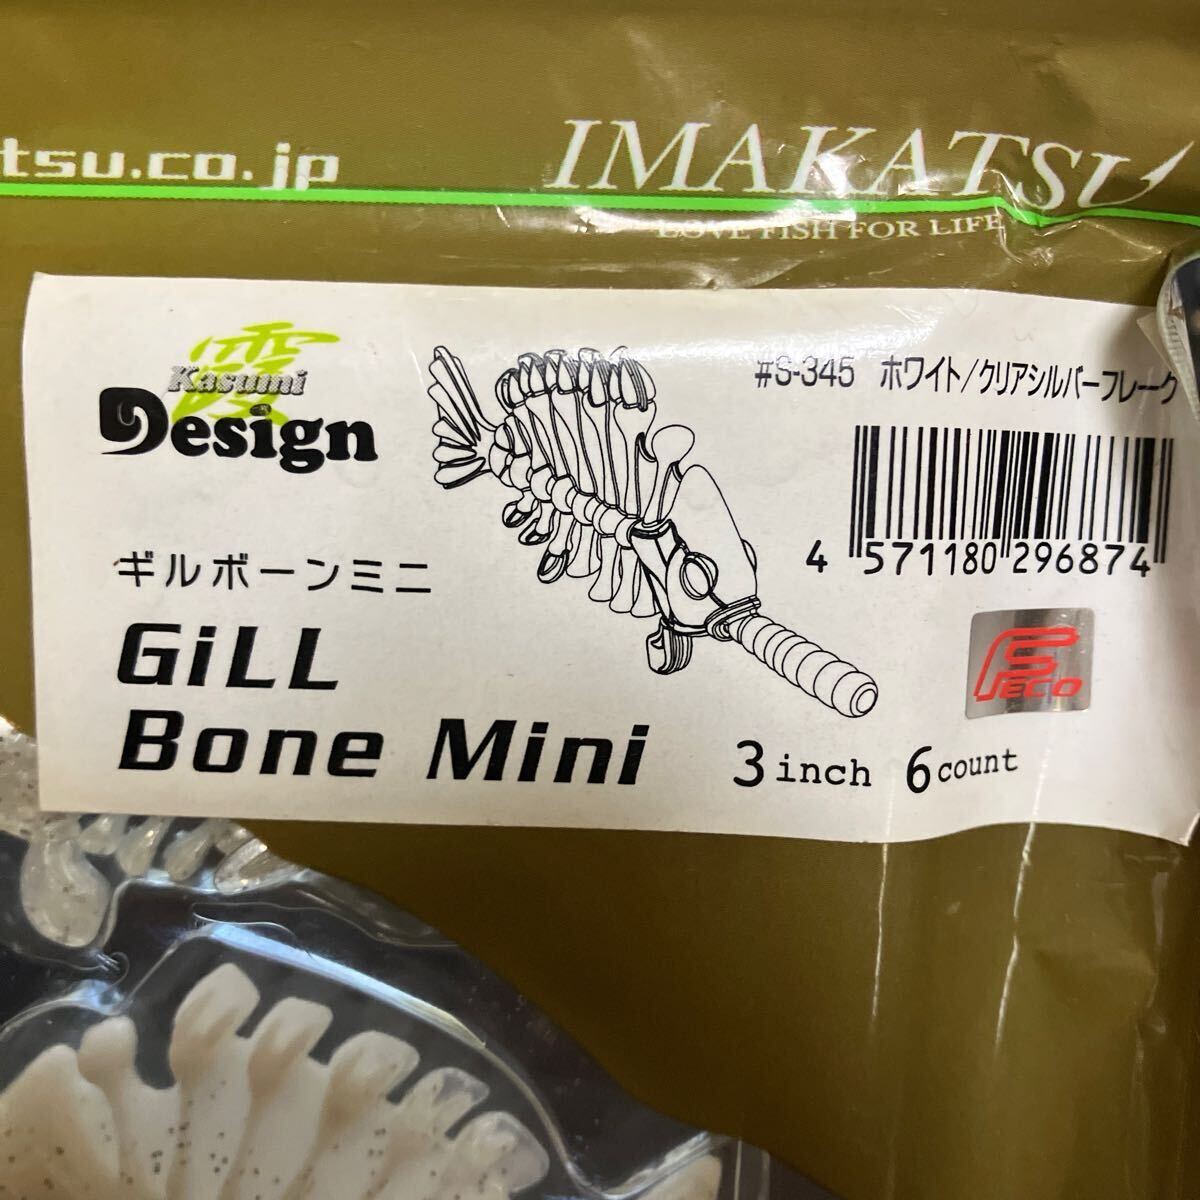 tsu.co.jp
IMAKATSU
LOVE FISH FOR LIFE
霞
Kasumi
Design
#S-345 ホワイト/クリアシルバーフレーク
4 571180 296874
ギルボーンミニ
GiLL
Bone Mini
FECO
3 inch 6 count